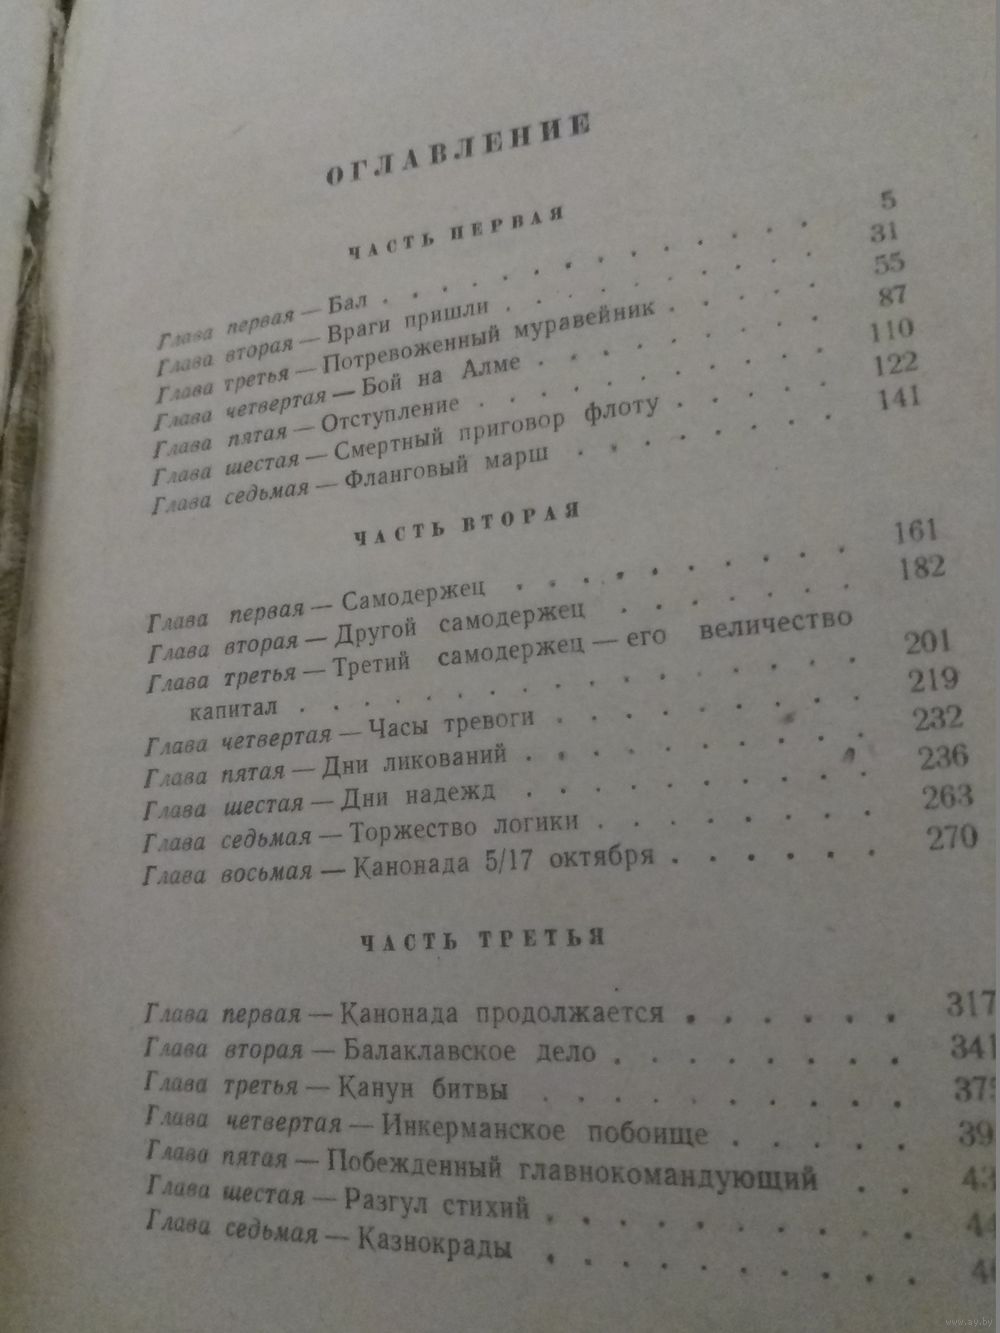 ОГЛАВЛЕНИЕ
ЧАСТЬ ПЕРВАЯ
Глава первая — Бал . . . . . . . . . . . . 5
Глава вторая — Враги пришли . . . . . . . . . 31
Глава третья — Потревоженный муравейник . . . . . 55
Глава четвертая — Бой на Алме . . . . . . . . 87
Глава пятая — Отступление . . . . . . . . . . 110
Глава шестая — Смертный приговор флоту . . . . . 122
Глава седьмая — Фланговый марш . . . . . . . . 141
ЧАСТЬ ВТОРАЯ
Глава первая — Самодержец . . . . . . . . . . 161
Глава вторая — Другой самодержец . . . . . . . 182
Глава третья — Третий самодержец — его величество
капитал . . . . . . . . . . . . . . . 201
Глава четвертая — Часы тревоги . . . . . . . . 219
Глава пятая — Дни ликований . . . . . . . . . 232
Глава шестая — Дни надежд . . . . . . . . . . 236
Глава седьмая — Торжество логики . . . . . . . 263
Глава восьмая — Канонада 5/17 октября . . . . . . 270
ЧАСТЬ ТРЕТЬЯ
Глава первая — Канонада продолжается . . . . . . 317
Глава вторая — Балаклавское дело . . . . . . . . 341
Глава третья — Канун битвы . . . . . . . . . .
Глава четвертая — Инкерманское побоище . . . . .
Глава пятая — Побежденный главнокомандующий . .
Глава шестая — Разгул стихий . . . . . . . . . .
Глава седьмая — Казнокрады . . . . . . . . . .
www.ay.by